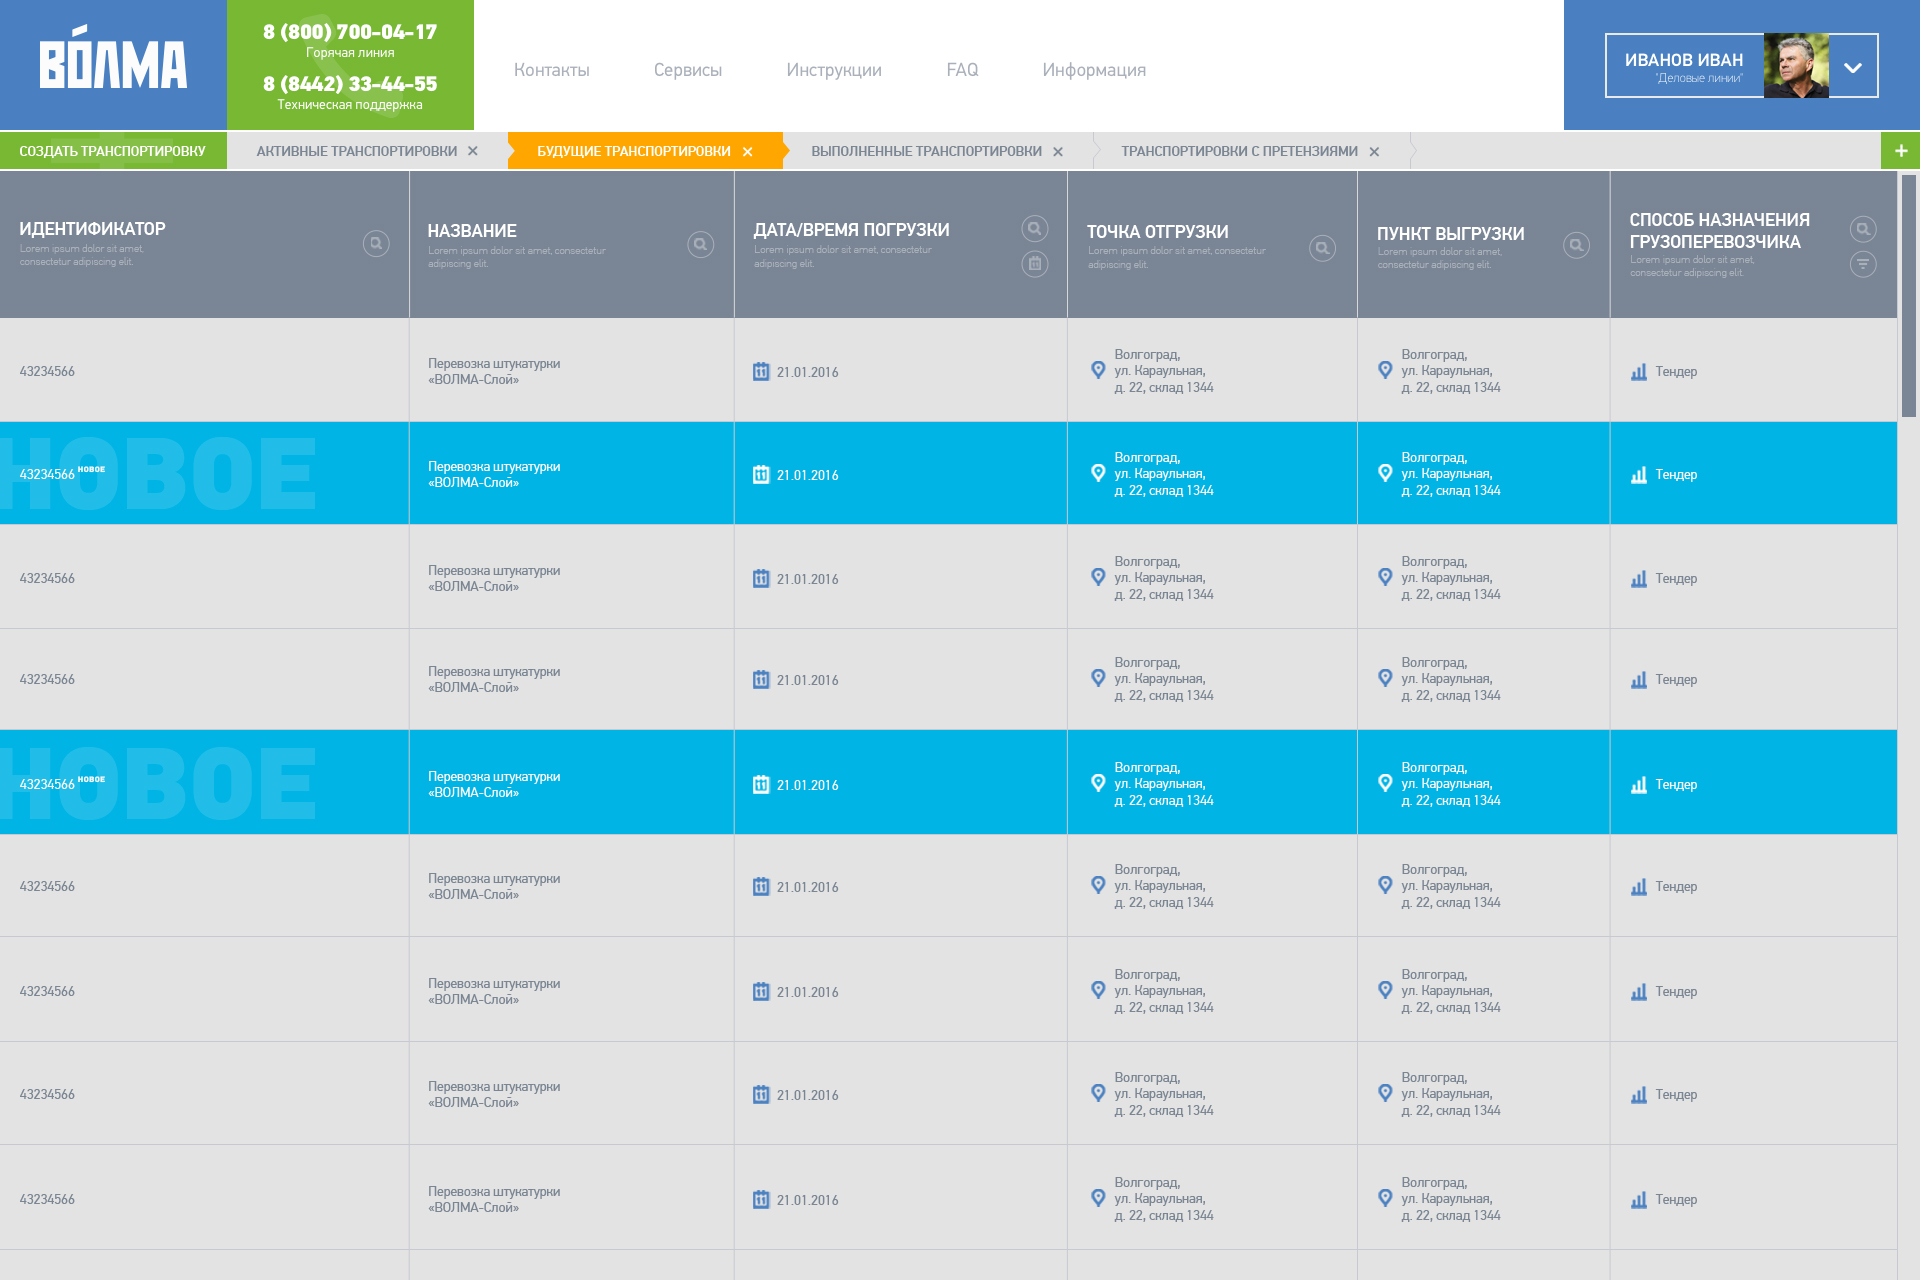 ВОЛМА
8 (800) 700-04-17
Горячая линия
8 (8442) 33-44-55
Техническая поддержка
Контакты
Сервисы
Инструкции
FAQ
Информация
ИВАНОВ ИВАН
"Деловые линии"
СОЗДАТЬ ТРАНСПОРТИРОВКУ
АКТИВНЫЕ ТРАНСПОРТИРОВКИ
БУДУЩИЕ ТРАНСПОРТИРОВКИ
ВЫПОЛНЕННЫЕ ТРАНСПОРТИРОВКИ
ТРАНСПОРТИРОВКИ С ПРЕТЕНЗИЯМИ
ИДЕНТИФИКАТОР
Lorem ipsum dolor sit amet,
consectetur adipiscing elit.
НАЗВАНИЕ
Lorem ipsum dolor sit amet, consectetur
adipiscing elit.
ДАТА/ВРЕМЯ ПОГРУЗКИ
Lorem ipsum dolor sit amet, consectetur
adipiscing elit.
ТОЧКА ОТГРУЗКИ
Lorem ipsum dolor sit amet, consectetur
adipiscing elit.
ПУНКТ ВЫГРУЗКИ
Lorem ipsum dolor sit amet,
consectetur adipiscing elit.
СПОСОБ НАЗНАЧЕНИЯ
ГРУЗОПЕРЕВОЗЧИКА
Lorem ipsum dolor sit amet,
consectetur adipiscing elit.
43234566
Перевозка штукатурки
«ВОЛМА-Слой»
21.01.2016
Волгоград,
ул. Караульная,
д. 22, склад 1344
Волгоград,
ул. Караульная,
д. 22, склад 1344
Тендер
НОВОЕ
43234566 НОВОЕ
Перевозка штукатурки
«ВОЛМА-Слой»
21.01.2016
Волгоград,
ул. Караульная,
д. 22, склад 1344
Волгоград,
ул. Караульная,
д. 22, склад 1344
Тендер
43234566
Перевозка штукатурки
«ВОЛМА-Слой»
21.01.2016
Волгоград,
ул. Караульная,
д. 22, склад 1344
Волгоград,
ул. Караульная,
д. 22, склад 1344
Тендер
43234566
Перевозка штукатурки
«ВОЛМА-Слой»
21.01.2016
Волгоград,
ул. Караульная,
д. 22, склад 1344
Волгоград,
ул. Караульная,
д. 22, склад 1344
Тендер
НОВОЕ
43234566 НОВОЕ
Перевозка штукатурки
«ВОЛМА-Слой»
21.01.2016
Волгоград,
ул. Караульная,
д. 22, склад 1344
Волгоград,
ул. Караульная,
д. 22, склад 1344
Тендер
43234566
Перевозка штукатурки
«ВОЛМА-Слой»
21.01.2016
Волгоград,
ул. Караульная,
д. 22, склад 1344
Волгоград,
ул. Караульная,
д. 22, склад 1344
Тендер
43234566
Перевозка штукатурки
«ВОЛМА-Слой»
21.01.2016
Волгоград,
ул. Караульная,
д. 22, склад 1344
Волгоград,
ул. Караульная,
д. 22, склад 1344
Тендер
43234566
Перевозка штукатурки
«ВОЛМА-Слой»
21.01.2016
Волгоград,
ул. Караульная,
д. 22, склад 1344
Волгоград,
ул. Караульная,
д. 22, склад 1344
Тендер
43234566
Перевозка штукатурки
«ВОЛМА-Слой»
21.01.2016
Волгоград,
ул. Караульная,
д. 22, склад 1344
Волгоград,
ул. Караульная,
д. 22, склад 1344
Тендер